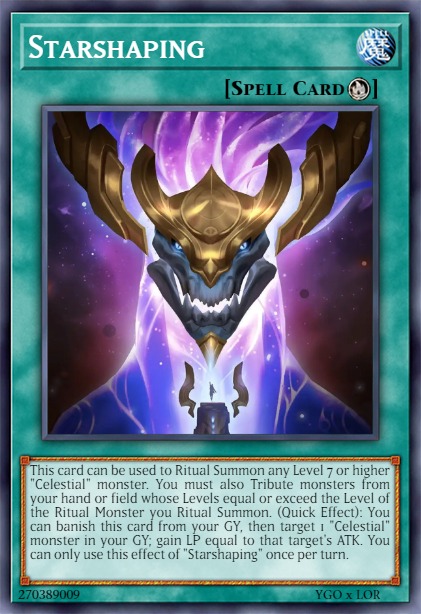 STARSHAPING
魔
[SPELL CARD]
This card can be used to Ritual Summon any Level 7 or higher
"Celestial" monster. You must also Tribute monsters from
your hand or field whose Levels equal or exceed the Level of
the Ritual Monster you Ritual Summon. (Quick Effect): You
can banish this card from your GY, then target 1 "Celestial"
monster in your GY; gain LP equal to that target's ATK. You
can only use this effect of "Starshaping" once per turn.
270389009 YGO x LOR